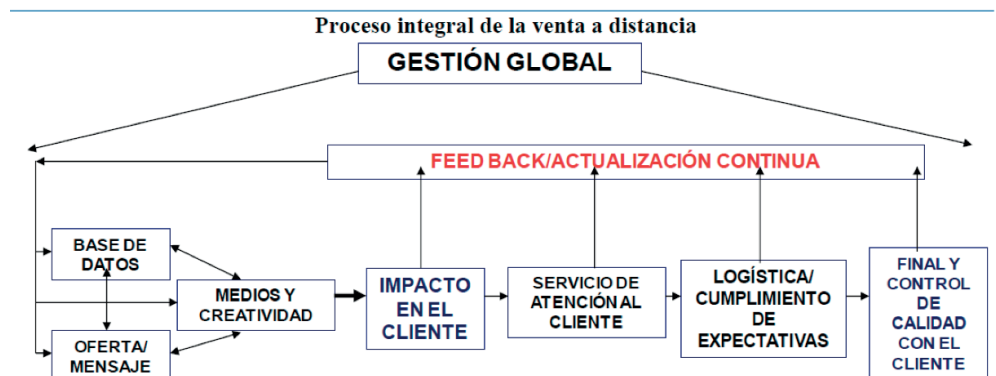 Proceso integral de la venta a distancia
GESTIÓN GLOBAL
FEED BACK/ACTUALIZACIÓN CONTINUA
BASE DE
DATOS
OFERTA/
MENSAJE
MEDIOS Y
CREATIVIDAD
IMPACTO
EN EL
CLIENTE
SERVICIO DE
ATENCIÓN AL
CLIENTE
LOGÍSTICA/
CUMPLIMIENTO
DE
EXPECTATIVAS
FINAL Y
CONTROL
DE
CALIDAD
CON EL
CLIENTE